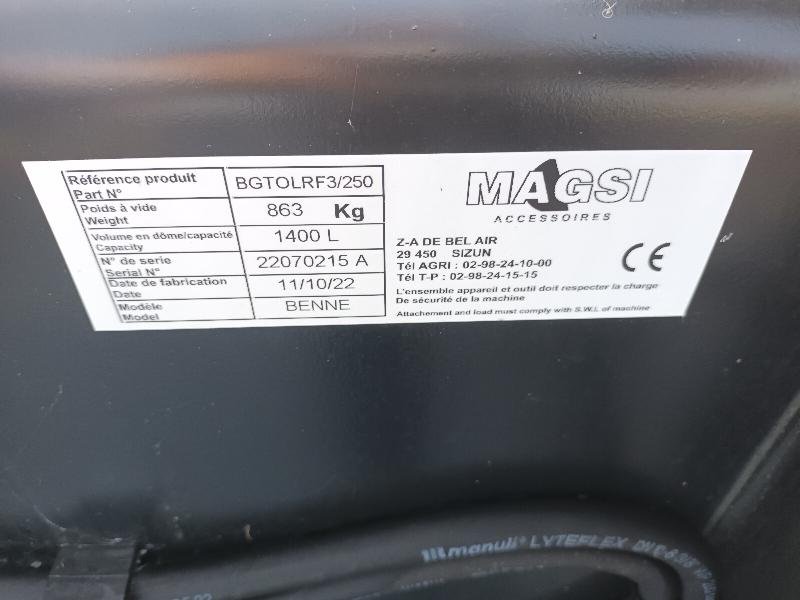 Référence produit
Part N°
BGTOLRF3/250
Poids à vide
Weight
863 Kg
Volume en dôme/capacité
Capacity
1400 L
N° de serie
Serial N°
22070215 A
Date de fabrication
Date
11/10/22
Modèle
Model
BENNE
MAGSI
ACCESSOIRES
Z-A DE BEL AIR
29 450 SIZUN
Tél AGRI : 02-98-24-10-00
Tél T-P : 02-98-24-15-15
CE
L'ensemble appareil et outil doit respecter la charge
De sécurité de la machine
Attachement and load must comply with S.W.L of machine
manuli LYTEFLEX